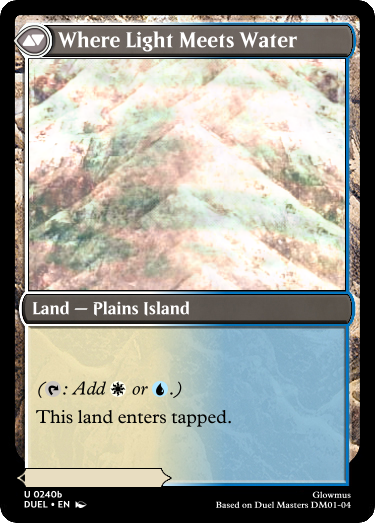 Where Light Meets Water
Land — Plains Island
(: Add or .)
This land enters tapped.
U 0240b
DUEL • EN
Glowmus
Based on Duel Masters DM01-04